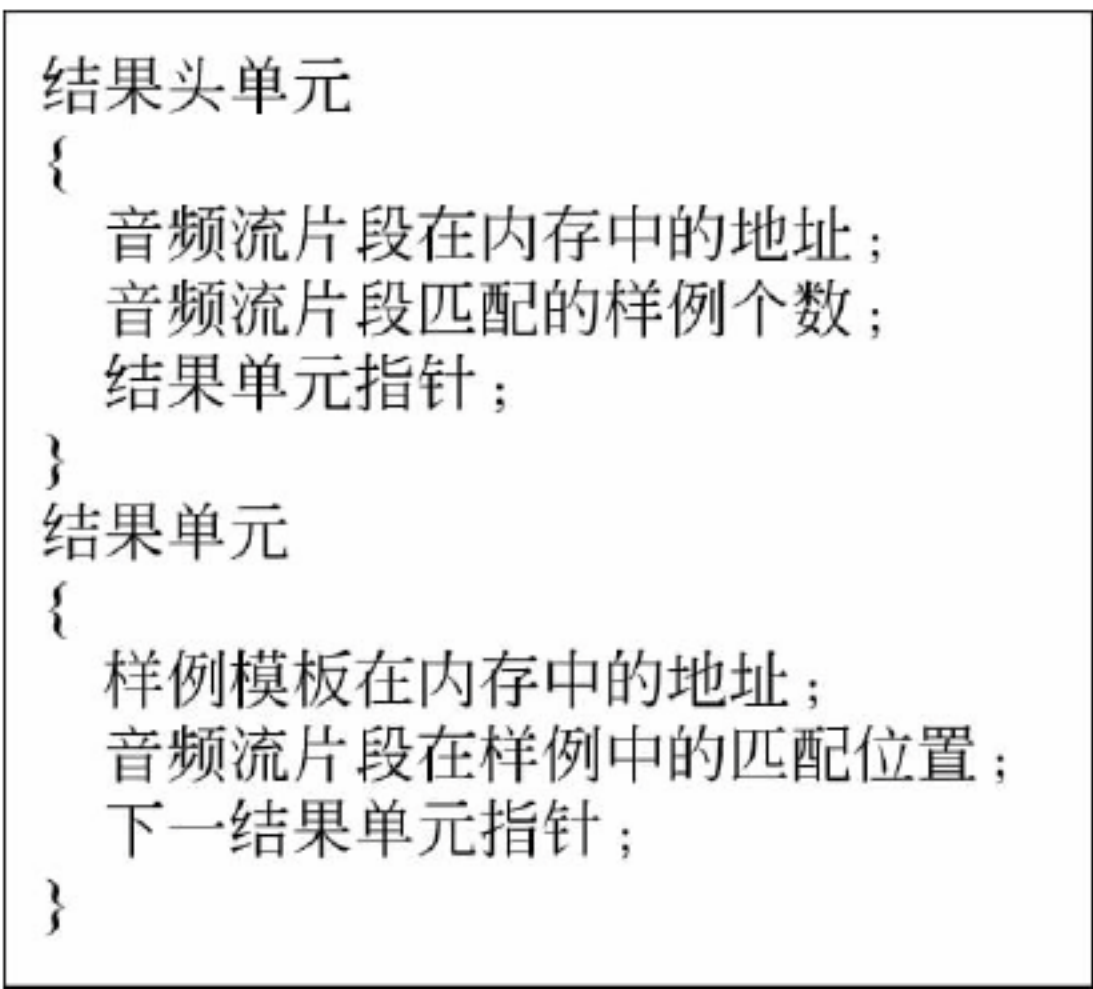 结果头单元
{
音频流片段在内存中的地址；
音频流片段匹配的样例个数；
结果单元指针；
}
结果单元
{
样例模板在内存中的地址；
音频流片段在样例中的匹配位置；
下一结果单元指针；
}